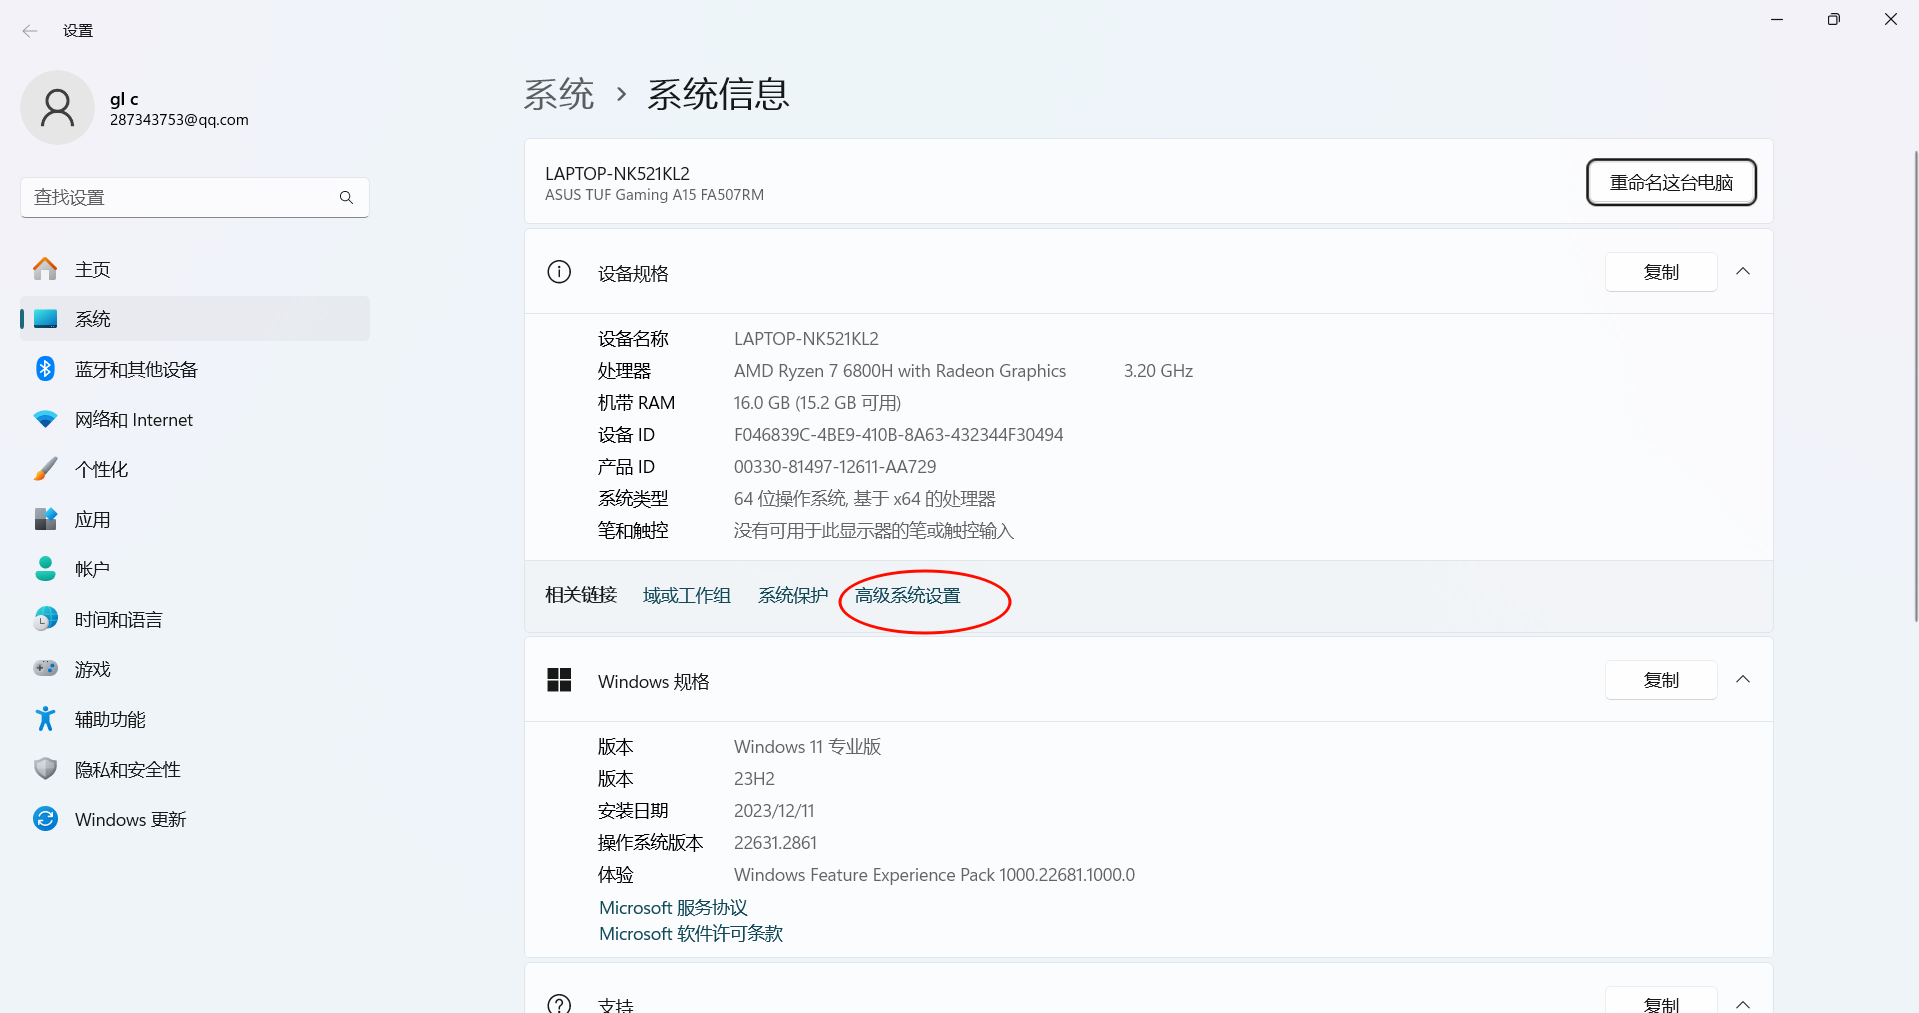 设置
gl c
287343753@qq.com
查找设置
主页
系统
蓝牙和其他设备
网络和 Internet
个性化
应用
帐户
时间和语言
游戏
辅助功能
隐私和安全性
Windows 更新
系统 › 系统信息
LAPTOP-NK521KL2
ASUS TUF Gaming A15 FA507RM
重命名这台电脑
设备规格
复制
设备名称 LAPTOP-NK521KL2
处理器 AMD Ryzen 7 6800H with Radeon Graphics 3.20 GHz
机带 RAM 16.0 GB (15.2 GB 可用)
设备 ID F046839C-4BE9-410B-8A63-432344F30494
产品 ID 00330-81497-12611-AA729
系统类型 64 位操作系统, 基于 x64 的处理器
笔和触控 没有可用于此显示器的笔或触控输入
相关链接 域或工作组 系统保护 高级系统设置
Windows 规格
复制
版本 Windows 11 专业版
版本 23H2
安装日期 2023/12/11
操作系统版本 22631.2861
体验 Windows Feature Experience Pack 1000.22681.1000.0
Microsoft 服务协议
Microsoft 软件许可条款
支持
复制